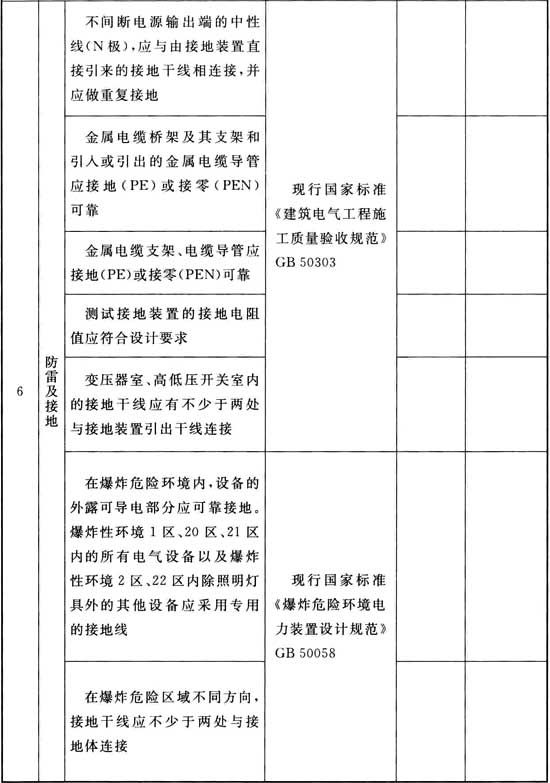 6
防雷及接地
不间断电源输出端的中性
线(N极),应与由接地装置直
接引来的接地干线相连接,并
应做重复接地
金属电缆桥架及其支架和
引入或引出的金属电缆导管
应接地(PE)或接零(PEN)
可靠
金属电缆支架、电缆导管应
接地(PE)或接零(PEN)可靠
测试接地装置的接地电阻
值应符合设计要求
变压器室、高低压开关室内
的接地干线应有不少于两处
与接地装置引出干线连接
现行国家标准
《建筑电气工程施
工质量验收规范》
GB 50303
在爆炸危险环境内,设备的
外露可导电部分应可靠接地。
爆炸性环境1区、20区、21区
内的所有电气设备以及爆炸
性环境2区、22区内除照明灯
具外的其他设备应采用专用
的接地线
在爆炸危险区域不同方向,
接地干线应不少于两处与接
地体连接
现行国家标准
《爆炸危险环境电
力装置设计规范》
GB 50058